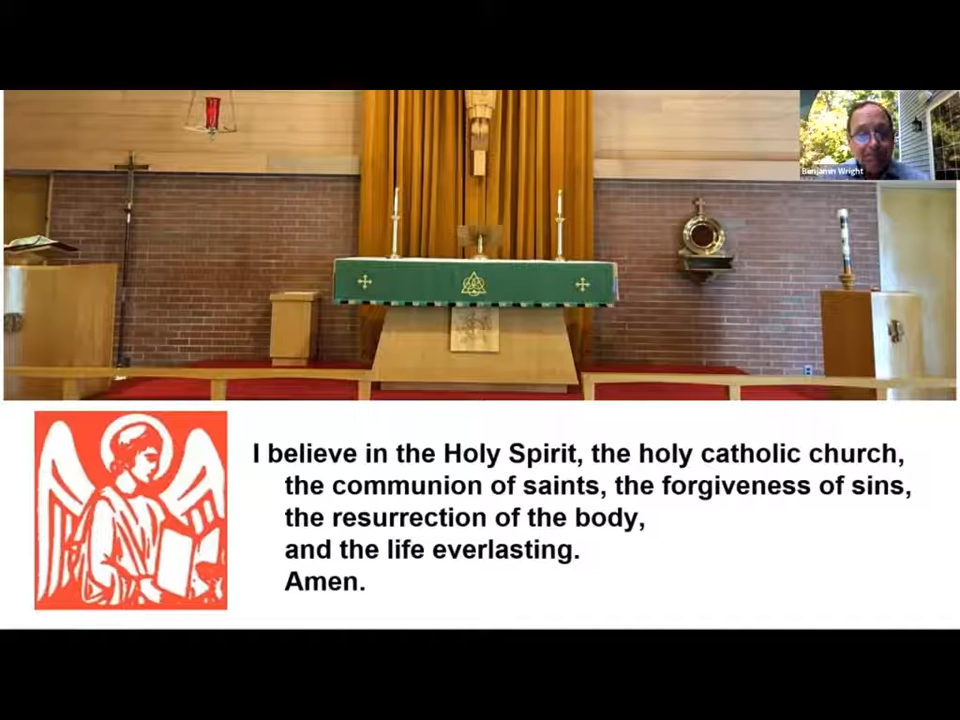 Benjamin Wright
I believe in the Holy Spirit, the holy catholic church,
the communion of saints, the forgiveness of sins,
the resurrection of the body,
and the life everlasting.
Amen.